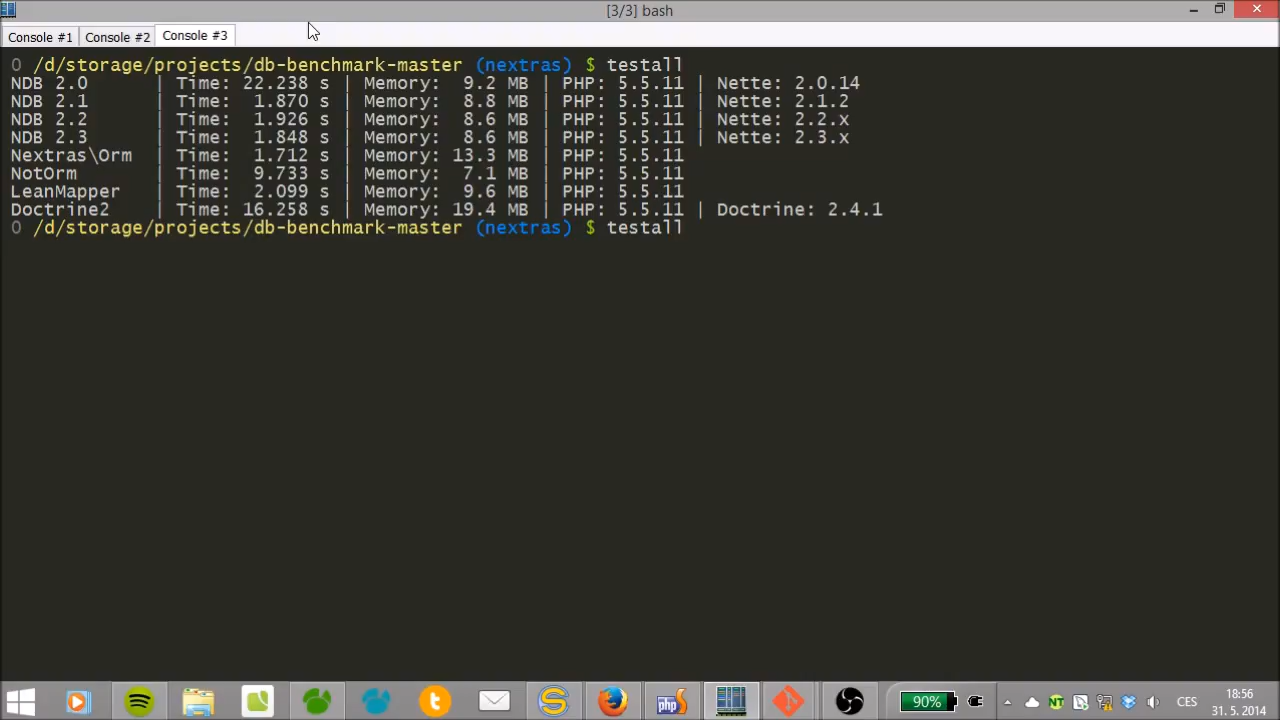 [3/3] bash
Console #1 Console #2 Console #3
0 /d/storage/projects/db-benchmark-master (nextras) $ testall
NDB 2.0 | Time: 22.238 s | Memory: 9.2 MB | PHP: 5.5.11 | Nette: 2.0.14
NDB 2.1 | Time: 1.870 s | Memory: 8.8 MB | PHP: 5.5.11 | Nette: 2.1.2
NDB 2.2 | Time: 1.926 s | Memory: 8.6 MB | PHP: 5.5.11 | Nette: 2.2.x
NDB 2.3 | Time: 1.848 s | Memory: 8.6 MB | PHP: 5.5.11 | Nette: 2.3.x
Nextras\Orm | Time: 1.712 s | Memory: 13.3 MB | PHP: 5.5.11
NotOrm | Time: 9.733 s | Memory: 7.1 MB | PHP: 5.5.11
LeanMapper | Time: 2.099 s | Memory: 9.6 MB | PHP: 5.5.11
Doctrine2 | Time: 16.258 s | Memory: 19.4 MB | PHP: 5.5.11 | Doctrine: 2.4.1
0 /d/storage/projects/db-benchmark-master (nextras) $ testall
t S php 90% NT CES 18:56
31. 5. 2014